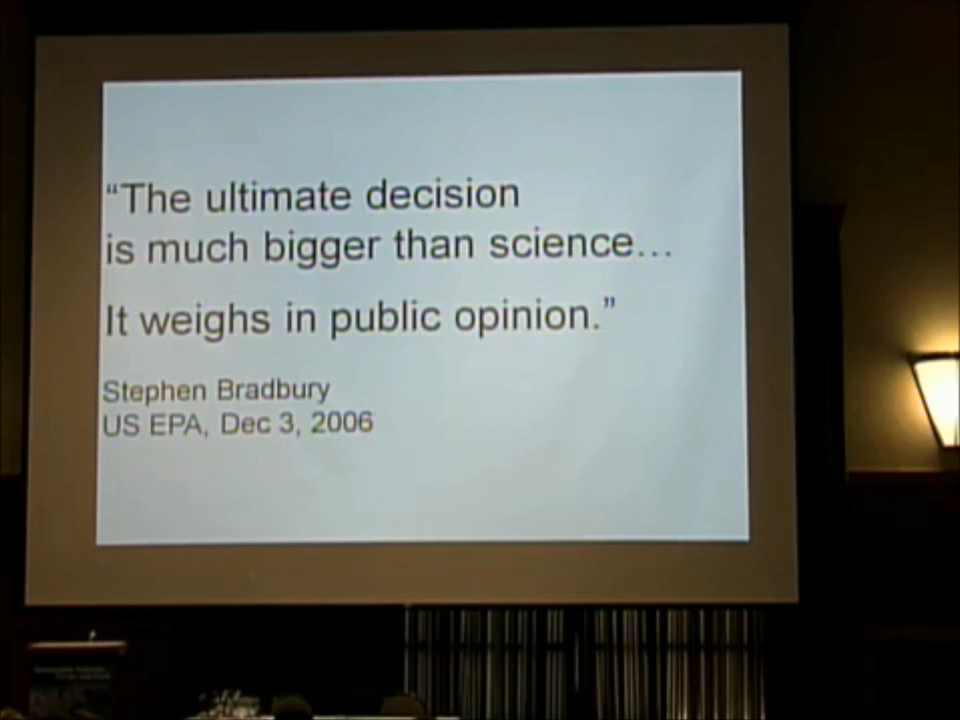 “The ultimate decision
is much bigger than science…
It weighs in public opinion.”
Stephen Bradbury
US EPA, Dec 3, 2006